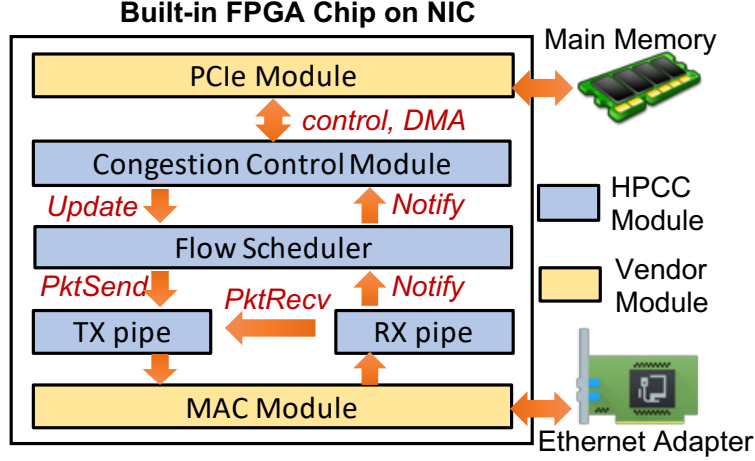 Built-in FPGA Chip on NIC
Main Memory
PCIe Module
control, DMA
Congestion Control Module
Update
Notify
HPCC
Module
Flow Scheduler
PktSend
PktRecv
Notify
Vendor
Module
TX pipe
RX pipe
MAC Module
Ethernet Adapter